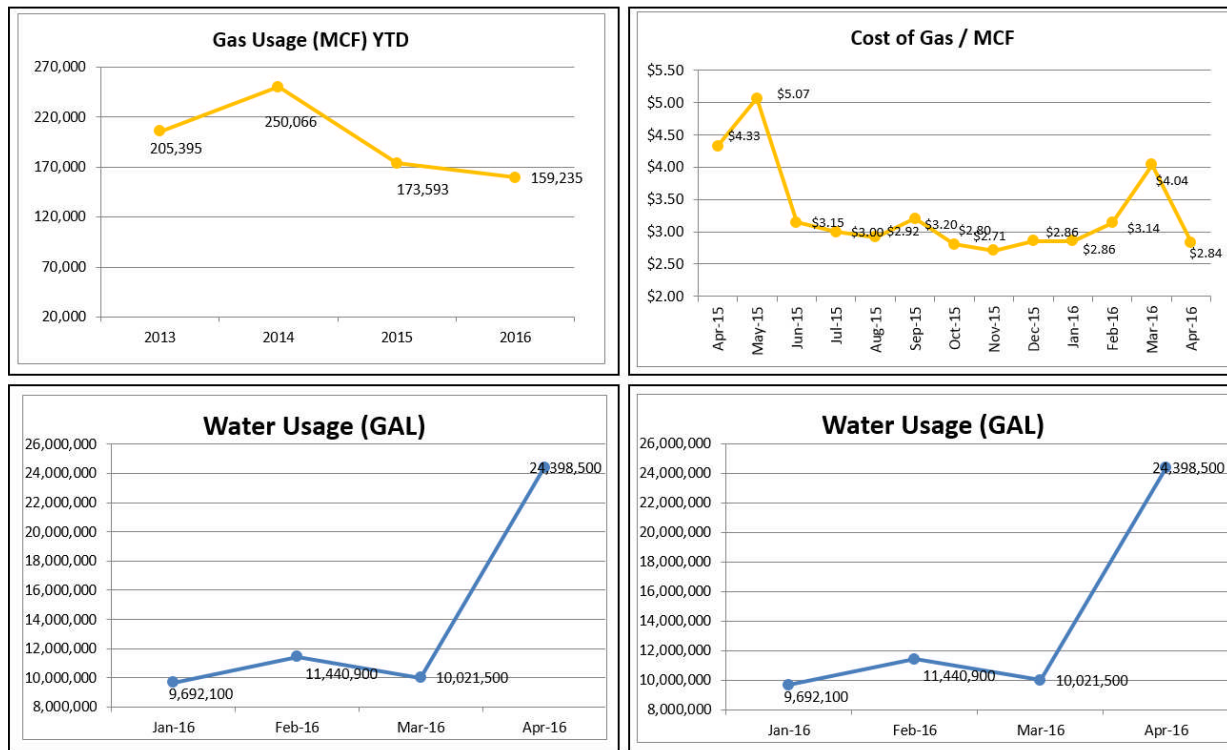 Gas Usage (MCF) YTD
270,000
220,000
170,000
120,000
70,000
20,000
205,395
250,066
173,593
159,235
2013 2014 2015 2016
Cost of Gas / MCF
$5.50
$5.00
$4.50
$4.00
$3.50
$3.00
$2.50
$2.00
$4.33
$5.07
$3.15
$3.00
$2.92
$3.20
$2.80
$2.71
$2.86
$2.86
$3.14
$4.04
$2.84
Apr-15
May-15
Jun-15
Jul-15
Aug-15
Sep-15
Oct-15
Nov-15
Dec-15
Jan-16
Feb-16
Mar-16
Apr-16
Water Usage (GAL)
26,000,000
24,000,000
22,000,000
20,000,000
18,000,000
16,000,000
14,000,000
12,000,000
10,000,000
8,000,000
9,692,100
11,440,900
10,021,500
24,398,500
Jan-16 Feb-16 Mar-16 Apr-16
Water Usage (GAL)
26,000,000
24,000,000
22,000,000
20,000,000
18,000,000
16,000,000
14,000,000
12,000,000
10,000,000
8,000,000
9,692,100
11,440,900
10,021,500
24,398,500
Jan-16 Feb-16 Mar-16 Apr-16